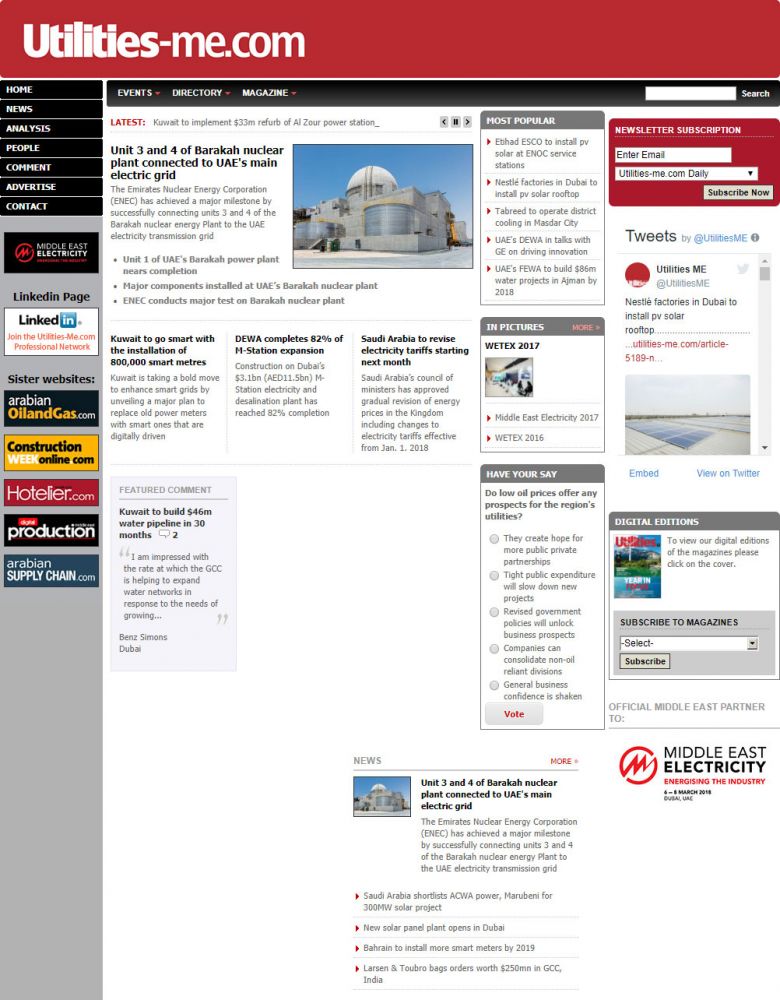 Utilities-me.com
HOME
NEWS
ANALYSIS
PEOPLE
COMMENT
ADVERTISE
CONTACT
MIDDLE EAST
ELECTRICITY
ENERGISING THE INDUSTRY
Linkedin Page
Linked in
Join the Utilities-Me.com
Professional Network
Sister websites:
arabian
OilandGas.com
Construction
WEEKonline.com
Hotelier.com
digital
production
arabian
SUPPLY CHAIN.com
EVENTS
DIRECTORY
MAGAZINE
Search
LATEST: Kuwait to implement $33m refurb of Al Zour power station_
Unit 3 and 4 of Barakah nuclear
plant connected to UAE's main
electric grid
The Emirates Nuclear Energy Corporation
(ENEC) has achieved a major milestone by
successfully connecting units 3 and 4 of the
Barakah nuclear energy Plant to the UAE
electricity transmission grid
Unit 1 of UAE's Barakah power plant
nears completion
Major components installed at UAE's Barakah nuclear plant
ENEC conducts major test on Barakah nuclear plant
Kuwait to go smart with
the installation of
800,000 smart metres
Kuwait is taking a bold move
to enhance smart grids by
unveiling a major plan to
replace old power meters
with smart ones that are
digitally driven
DEWA completes 82% of
M-Station expansion
Construction on Dubai's
$3.1bn (AED11.5bn) M-
Station electricity and
desalination plant has
reached 82% completion
Saudi Arabia to revise
electricity tariffs starting
next month
Saudi Arabia's council of
ministers has approved
gradual revision of energy
prices in the Kingdom
including changes to
electricity tariffs effective
from Jan. 1, 2018
FEATURED COMMENT
Kuwait to build $46m
water pipeline in 30
months 2
I am impressed with
the rate at which the GCC
is helping to expand
water networks in
response to the needs of
growing...
Benz Simons
Dubai
MOST POPULAR
Etihad ESCO to install pv
solar at ENOC service
stations
Nestlé factories in Dubai to
install pv solar rooftop
Tabreed to operate district
cooling in Masdar City
UAE's DEWA in talks with
GE on driving innovation
UAE's FEWA to build $86m
water projects in Ajman by
2018
IN PICTURES MORE »
WETEX 2017
Middle East Electricity 2017
WETEX 2016
HAVE YOUR SAY
Do low oil prices offer any
prospects for the region's
utilities?
They create hope for
more public private
partnerships
Tight public expenditure
will slow down new
projects
Revised government
policies will unlock
business prospects
Companies can
consolidate non-oil
reliant divisions
General business
confidence is shaken
Vote
NEWS MORE »
Unit 3 and 4 of Barakah nuclear
plant connected to UAE's main
electric grid
The Emirates Nuclear Energy Corporation
(ENEC) has achieved a major milestone
by successfully connecting units 3 and 4
of the Barakah nuclear energy Plant to
the UAE electricity transmission grid
Saudi Arabia shortlists ACWA power, Marubeni for
300MW solar project
New solar panel plant opens in Dubai
Bahrain to install more smart meters by 2019
Larsen & Toubro bags orders worth $250mn in GCC,
India
NEWSLETTER SUBSCRIPTION
Enter Email
Utilities-me.com Daily
Subscribe Now
Tweets by @UtilitiesME
Utilities ME
@UtilitiesME
Nestlé factories in Dubai to
install pv solar
rooftop..............................
...utilities-me.com/article-
5189-n...
Embed View on Twitter
DIGITAL EDITIONS
Utilities
YEAR IN
To view our digital editions
of the magazines please
click on the cover.
SUBSCRIBE TO MAGAZINES
-Select-
Subscribe
OFFICIAL MIDDLE EAST PARTNER
TO:
MIDDLE EAST
ELECTRICITY
ENERGISING THE INDUSTRY
6 – 8 MARCH 2018
DUBAI, UAE